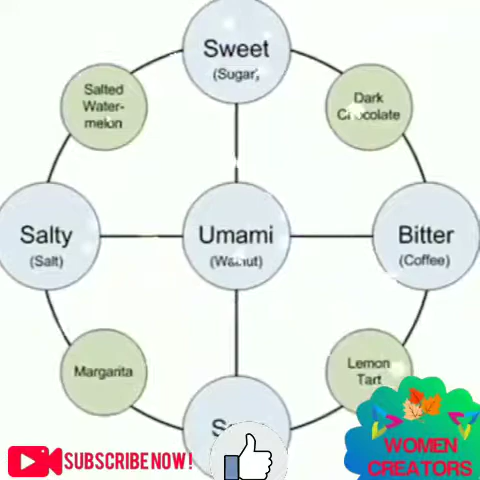 Sweet
(Sugar)
Salted
Water-
melon
Dark
Chocolate
Salty
(Salt)
Umami
(Walnut)
Bitter
(Coffee)
Margarita
Lemon
Tart
SUBSCRIBE NOW!
WOMEN
CREATORS